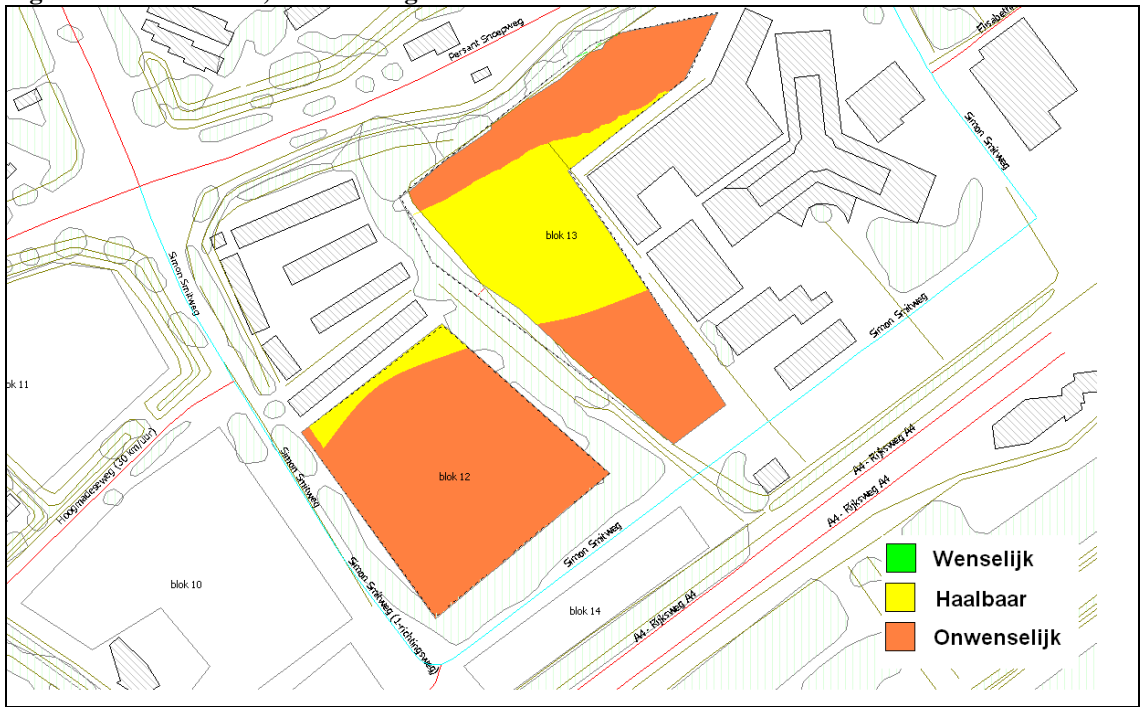 Persant Snoepweg
Elisabethh
Simon Smitweg
blok 13
Simon Smitweg
Simon Smitweg
ok 11
A4 - Rijksweg A4
Hoogmadeseweg (30 km/uur)
Simon Smitweg
blok 12
A4 - Rijksweg A4
Simon Smitweg
Wenselijk
blok 10
Simon Smitweg (1-richtingsweg)
blok 14
A4 - Rijksweg A4
Haalbaar
Onwenselijk